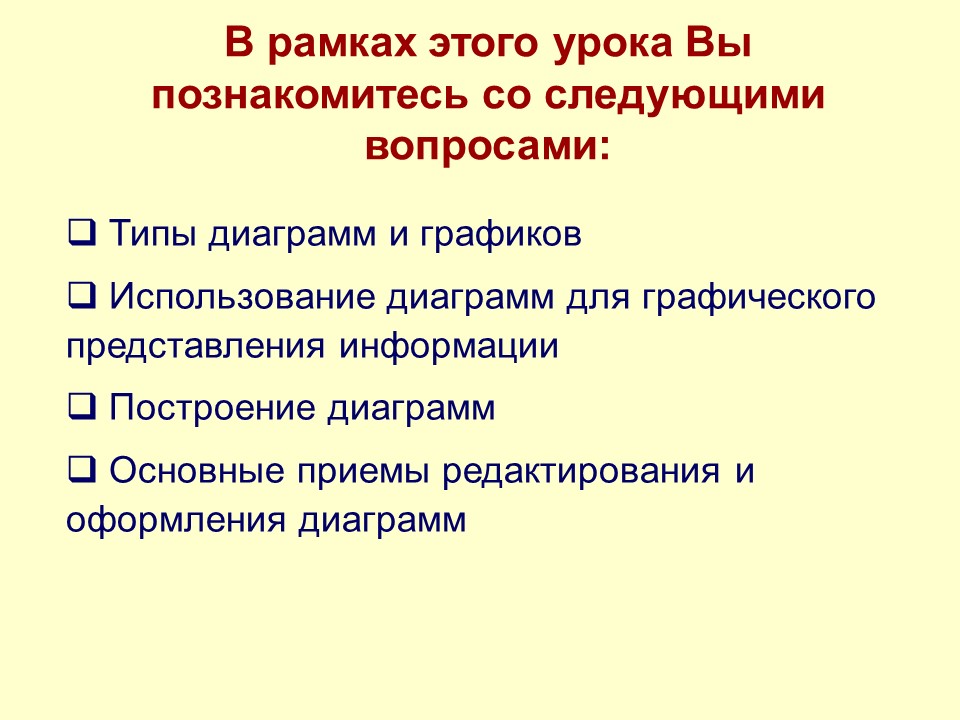 В рамках этого урока Вы
познакомитесь со следующими
вопросами:
❑ Типы диаграмм и графиков
❑ Использование диаграмм для графического
представления информации
❑ Построение диаграмм
❑ Основные приемы редактирования и
оформления диаграмм